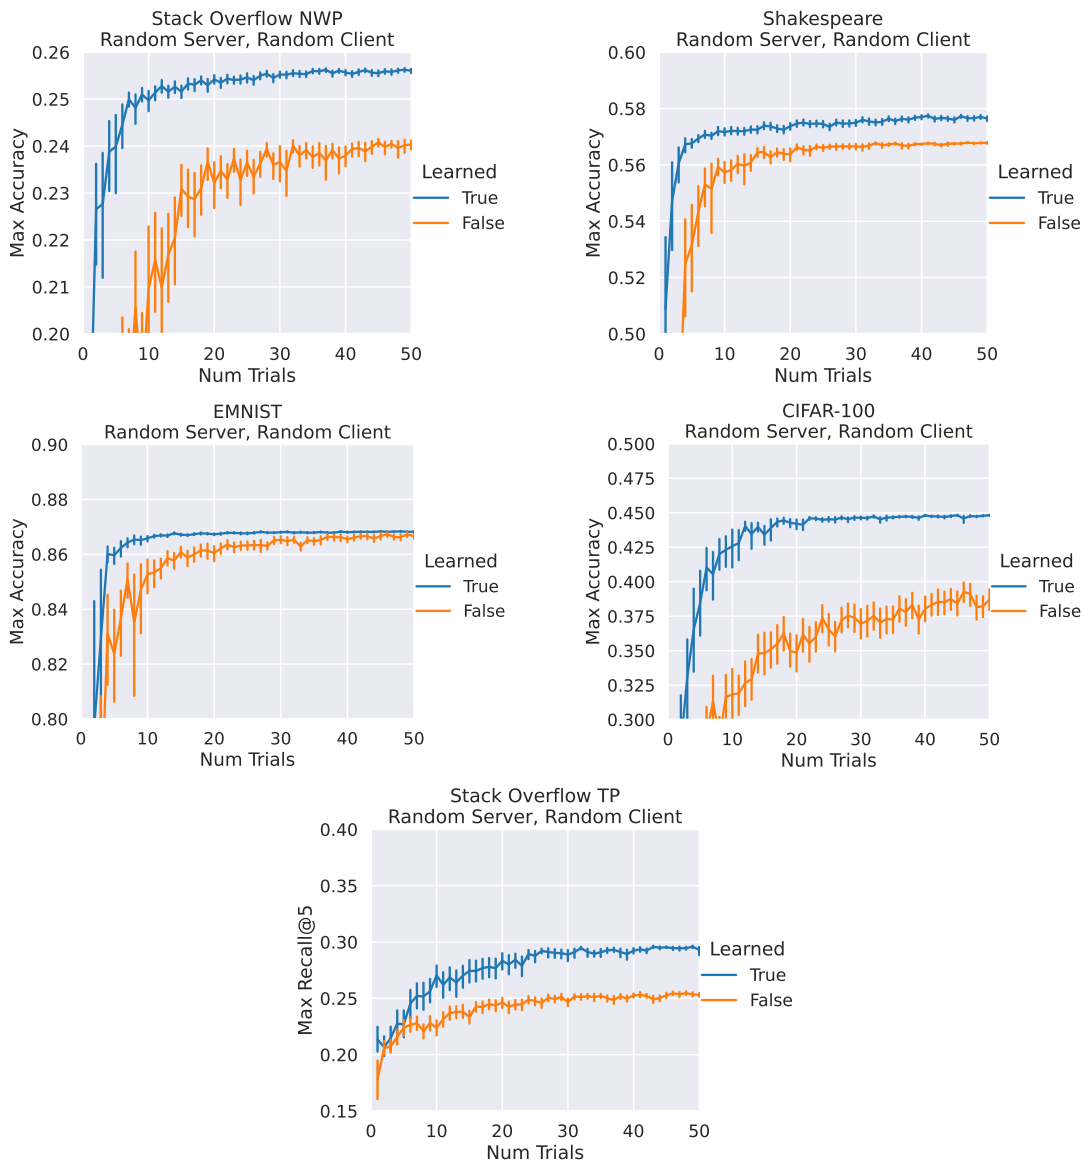 Stack Overflow NWP
Random Server, Random Client
0.26
0.25
0.24
0.23
0.22
0.21
0.20
Max Accuracy
0 10 20 30 40 50
Num Trials
Learned
True
False
Shakespeare
Random Server, Random Client
0.60
0.58
0.56
0.54
0.52
0.50
Max Accuracy
0 10 20 30 40 50
Num Trials
Learned
True
False
EMNIST
Random Server, Random Client
0.90
0.88
0.86
0.84
0.82
0.80
Max Accuracy
0 10 20 30 40 50
Num Trials
Learned
True
False
CIFAR-100
Random Server, Random Client
0.500
0.475
0.450
0.425
0.400
0.375
0.350
0.325
0.300
Max Accuracy
0 10 20 30 40 50
Num Trials
Learned
True
False
Stack Overflow TP
Random Server, Random Client
0.40
0.35
0.30
0.25
0.20
0.15
Max Recall@5
0 10 20 30 40 50
Num Trials
Learned
True
False